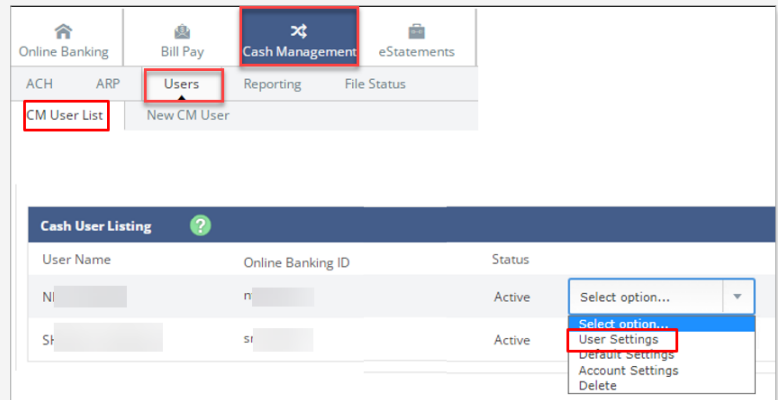 Online Banking Bill Pay Cash Management eStatements
ACH ARP Users Reporting File Status
CM User List New CM User
Cash User Listing ?
User Name Online Banking ID Status
Active Select option...
Select option...
User Settings
Active
Default Settings
Account Settings
Delete